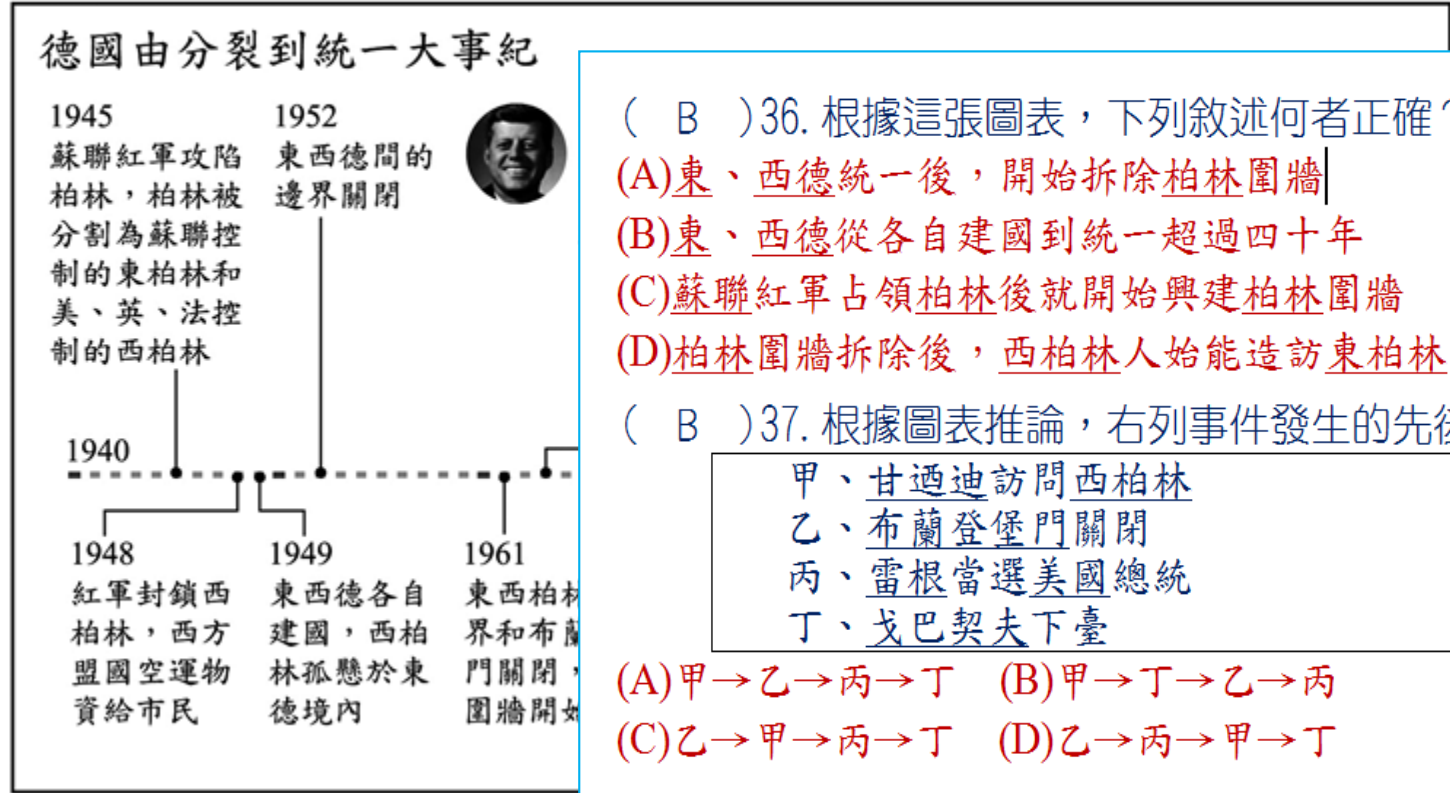 德國由分裂到統一大事紀
1945
蘇聯紅軍攻陷
柏林，柏林被
分割為蘇聯控
制的東柏林和
美、英、法控
制的西柏林
1952
東西德間的
邊界關閉
1940
1948
紅軍封鎖西
柏林，西方
盟國空運物
資給市民
1949
東西德各自
建國，西柏
林孤懸於東
德境內
1961
東西柏林
界和布蘭
門關閉，
圍牆開始
( B )36.根據這張圖表，下列敘述何者正確？
(A)東、西德統一後，開始拆除柏林圍牆
(B)東、西德從各自建國到統一超過四十年
(C)蘇聯紅軍占領柏林後就開始興建柏林圍牆
(D)柏林圍牆拆除後，西柏林人始能造訪東柏林
( B )37.根據圖表推論，右列事件發生的先後
甲、甘迺迪訪問西柏林
乙、布蘭登堡門關閉
丙、雷根當選美國總統
丁、戈巴契夫下臺
(A)甲→乙→丙→丁 (B)甲→丁→乙→丙
(C)乙→甲→丙→丁 (D)乙→丙→甲→丁